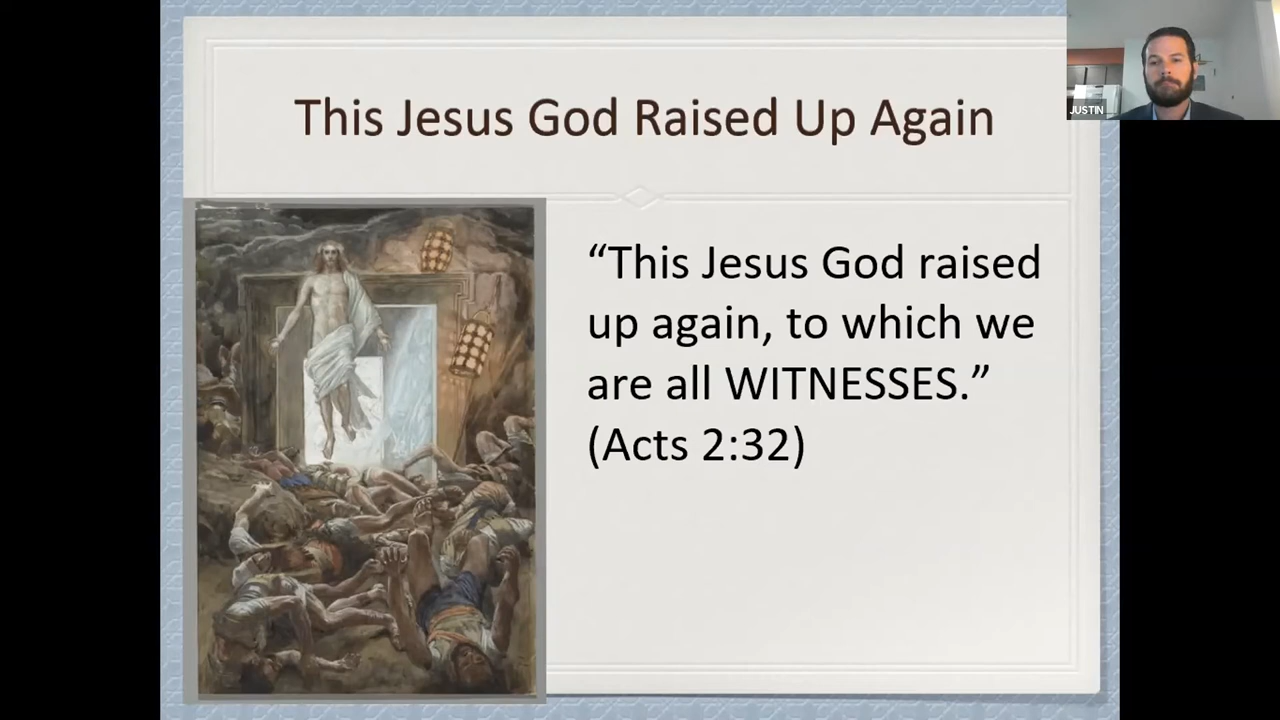 This Jesus God Raised Up Again
JUSTIN
“This Jesus God raised
up again, to which we
are all WITNESSES.”
(Acts 2:32)